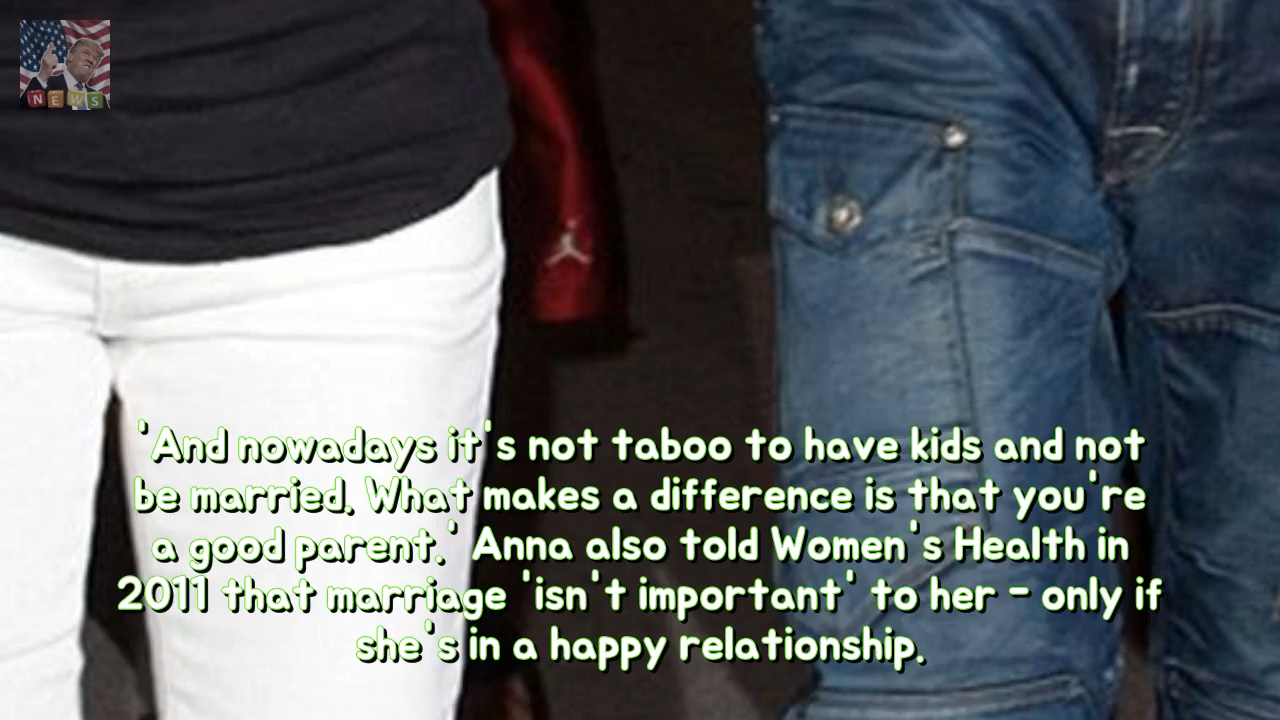 NEWS
'And nowadays it's not taboo to have kids and not
be married. What makes a difference is that you're
a good parent.' Anna also told Women's Health in
2011 that marriage 'isn't important' to her - only if
she's in a happy relationship.